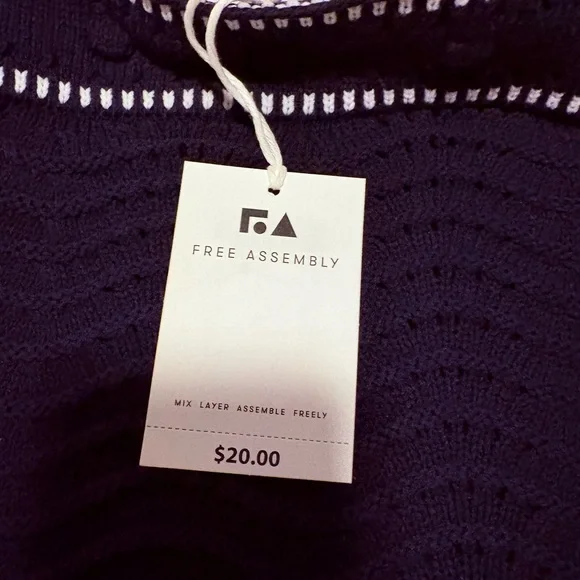 FREE ASSEMBLY
MIX LAYER ASSEMBLE FREELY
$20.00